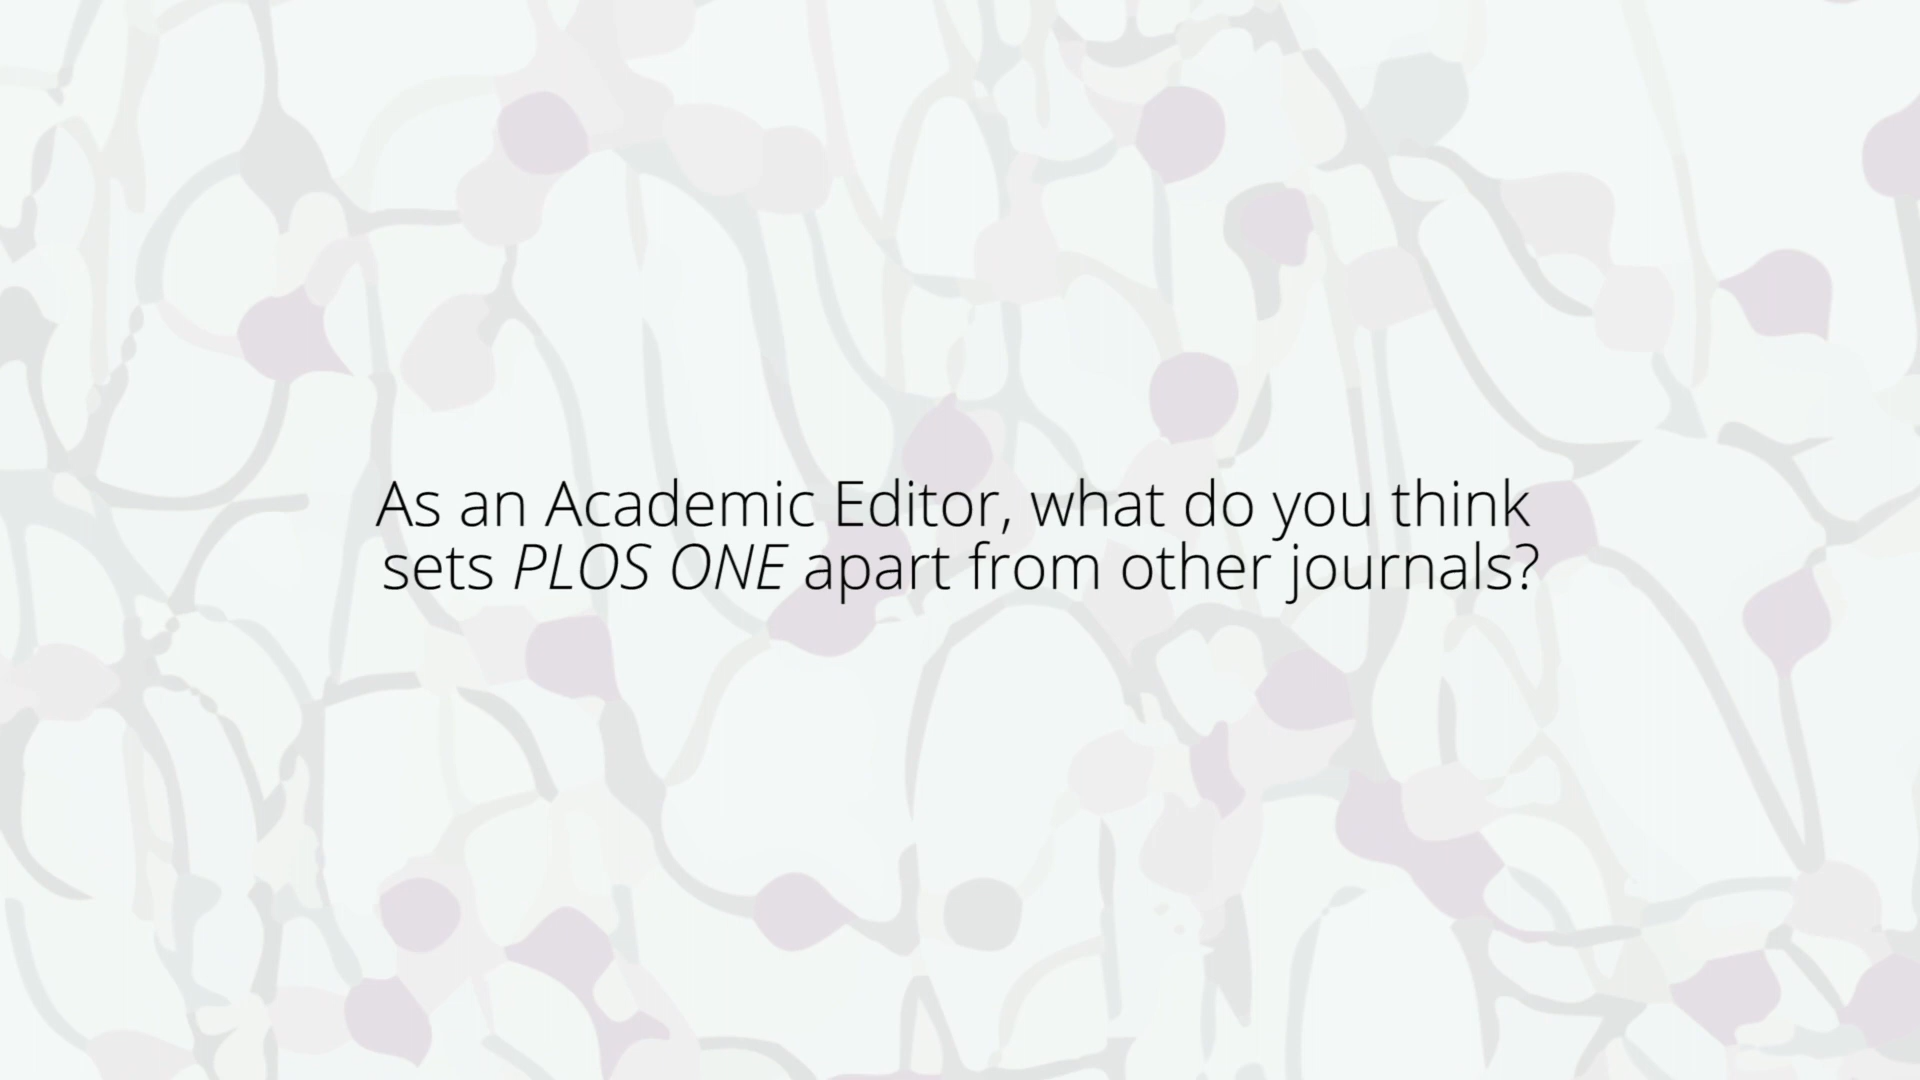 As an Academic Editor, what do you think
sets PLOS ONE apart from other journals?